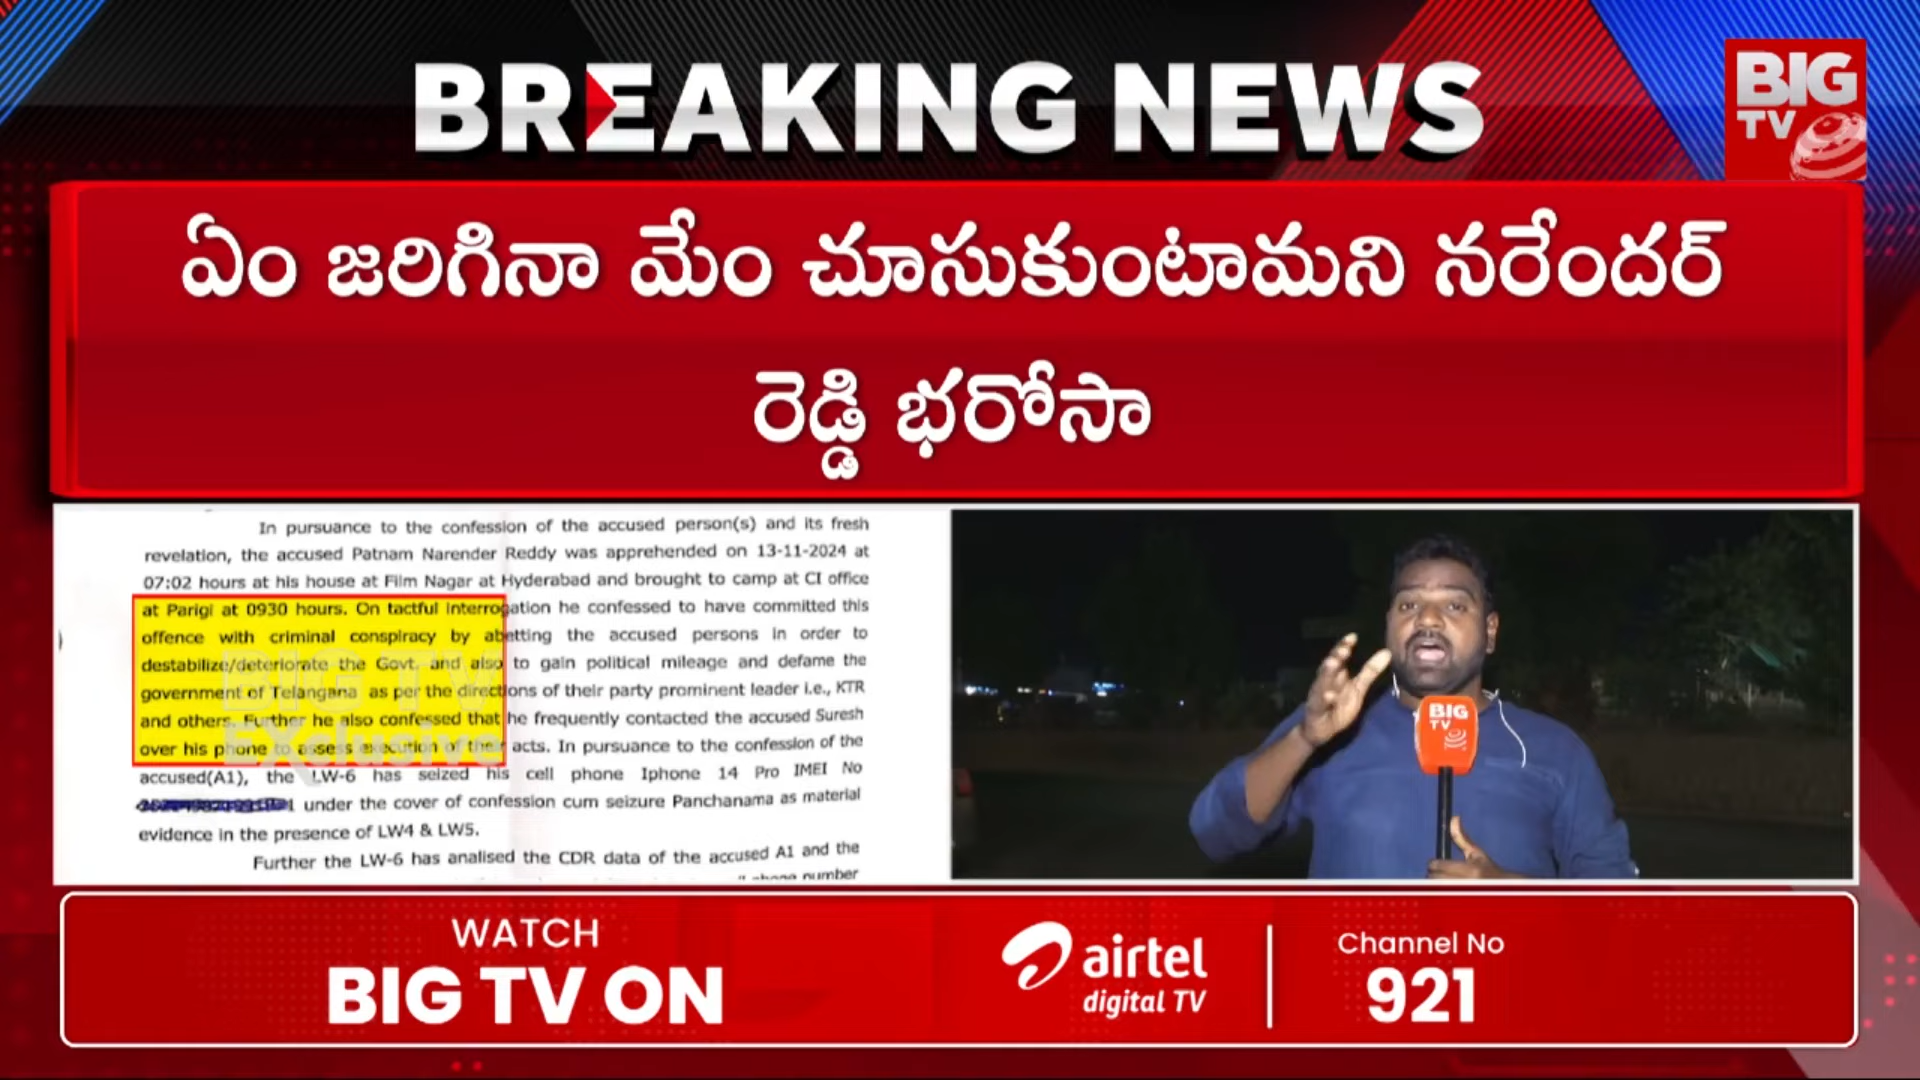 BREAKING NEWS
BIG
TV
ఏం జరిగినా మేం చూసుకుంటామని నరేందర్
రెడ్డి భరోసా
In pursuance to the confession of the accused person(s) and its fresh
revelation, the accused Patnam Narender Reddy was apprehended on 13-11-2024 at
07:02 hours at his house at Film Nagar at Hyderabad and brought to camp at CI office
at Parigi at 0930 hours. On tactful interrogation he confessed to have committed this
offence with criminal conspiracy by abetting the accused persons in order to
destabilize/deteriorate the Govt. and also to gain political mileage and defame the
government of Telangana as per the directions of their party prominent leader i.e., KTR
and others. Further he also confessed that he frequently contacted the accused Suresh
over his phone to assess execution of their acts. In pursuance to the confession of the
accused(A1), the LW-6 has seized his cell phone Iphone 14 Pro IMEI No
1 under the cover of confession cum seizure Panchanama as material
evidence in the presence of LW4 & LW5.
Further the LW-6 has analised the CDR data of the accused A1 and the
phone number
BIG TV
EXclusive
BIG
TV
WATCH
BIG TV ON
airtel
digital TV
Channel No
921